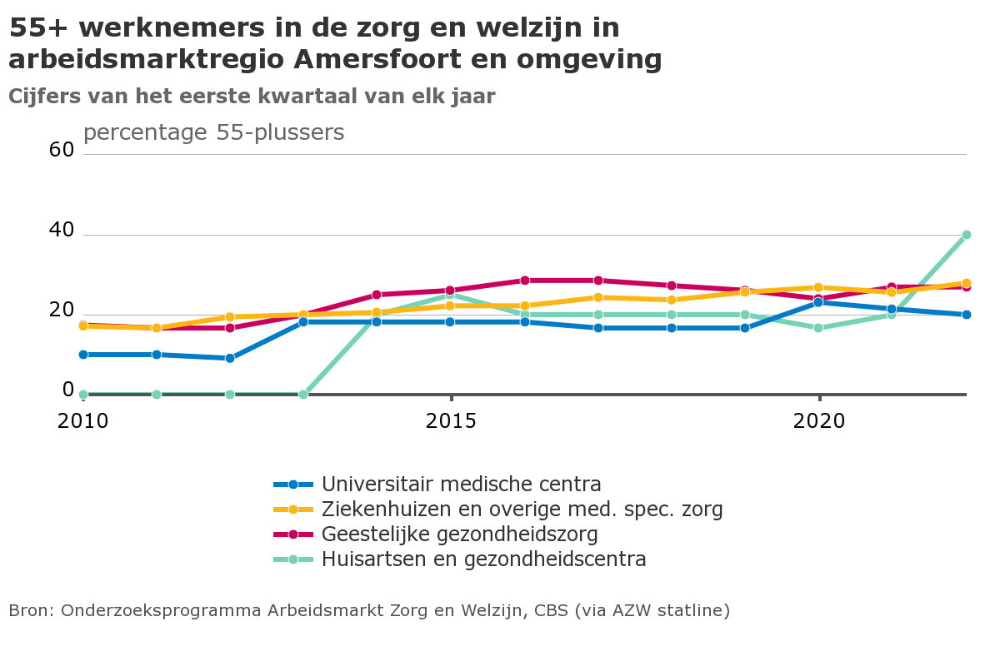 55+ werknemers in de zorg en welzijn in
arbeidsmarktregio Amersfoort en omgeving
Cijfers van het eerste kwartaal van elk jaar
percentage 55-plussers
60
40
20
0
2010
2015
2020
Universitair medische centra
Ziekenhuizen en overige med. spec. zorg
Geestelijke gezondheidszorg
Huisartsen en gezondheidscentra
Bron: Onderzoeksprogramma Arbeidsmarkt Zorg en Welzijn, CBS (via AZW statline)